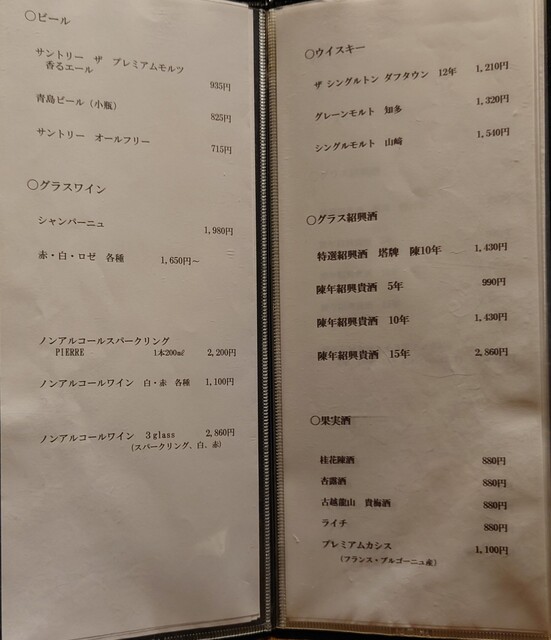 ○ビール
サントリー ザ プレミアムモルツ
香るエール
935円
青島ビール(小瓶)
825円
サントリー オールフリー
715円
○グラスワイン
シャンパーニュ
1,980円
赤・白・ロゼ 各種 1,650円~
ノンアルコールスパークリング
PIERRE 1本200㎖ 2,200円
ノンアルコールワイン 白・赤 各種 1,100円
ノンアルコールワイン 3glass 2,860円
(スパークリング、白、赤)
○ウイスキー
ザ シングルトン ダフタウン 12年 1,210円
グレーンモルト 知多 1,320円
シングルモルト 山崎 1,540円
○グラス紹興酒
特選紹興酒 塔牌 陳10年 1,430円
陳年紹興貴酒 5年 990円
陳年紹興貴酒 10年 1,430円
陳年紹興貴酒 15年 2,860円
○果実酒
桂花陳酒 880円
杏露酒 880円
古越龍山 貴梅酒 880円
ライチ 880円
プレミアムカシス 1,100円
(フランス・ブルゴーニュ産)